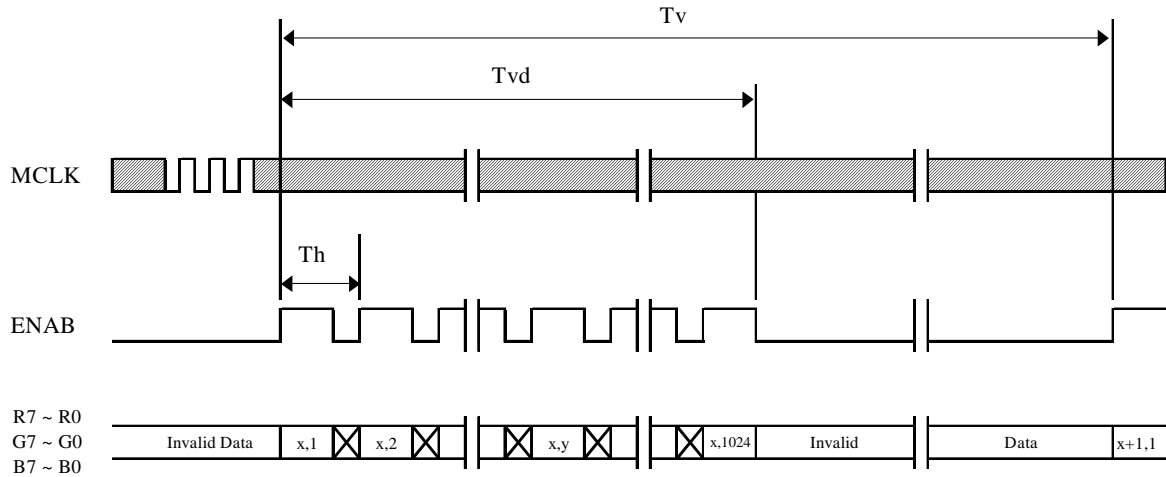 Tv
Tvd
MCLK
Th
ENAB
R7 ~ R0
G7 ~ G0
B7 ~ B0
Invalid Data
x,1
x,2
x,y
x,1024
Invalid
Data
x+1,1